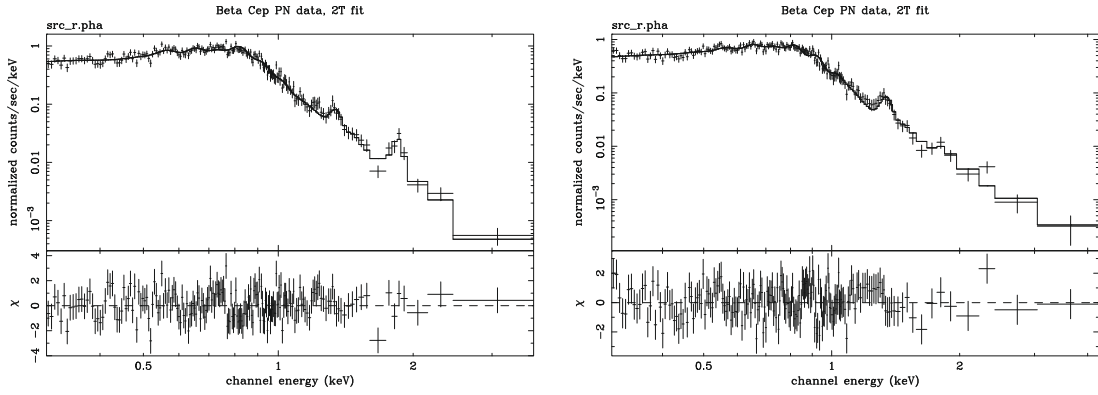 Beta Cep PN data, 2T fit
src_r.pha
normalized counts/sec/keV
1
0.1
0.01
10⁻³
χ
4
2
0
−2
−4
0.5
1
2
channel energy (keV)
Beta Cep PN data, 2T fit
src_r.pha
normalized counts/sec/keV
1
0.1
0.01
10⁻³
χ
2
0
−2
0.5
1
2
channel energy (keV)